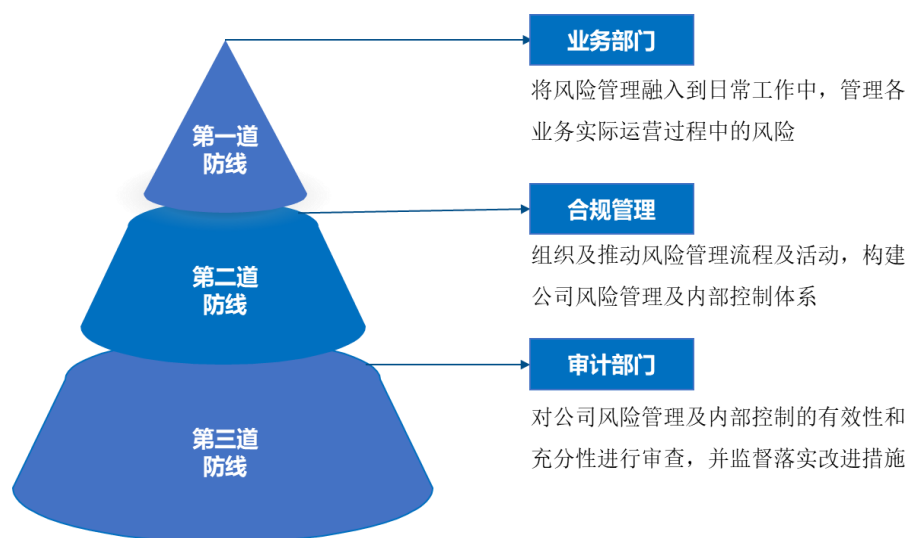 第一道
防线
业务部门
将风险管理融入到日常工作中，管理各
业务实际运营过程中的风险
第二道
防线
合规管理
组织及推动风险管理流程及活动，构建
公司风险管理及内部控制体系
第三道
防线
审计部门
对公司风险管理及内部控制的有效性和
充分性进行审查，并监督落实改进措施